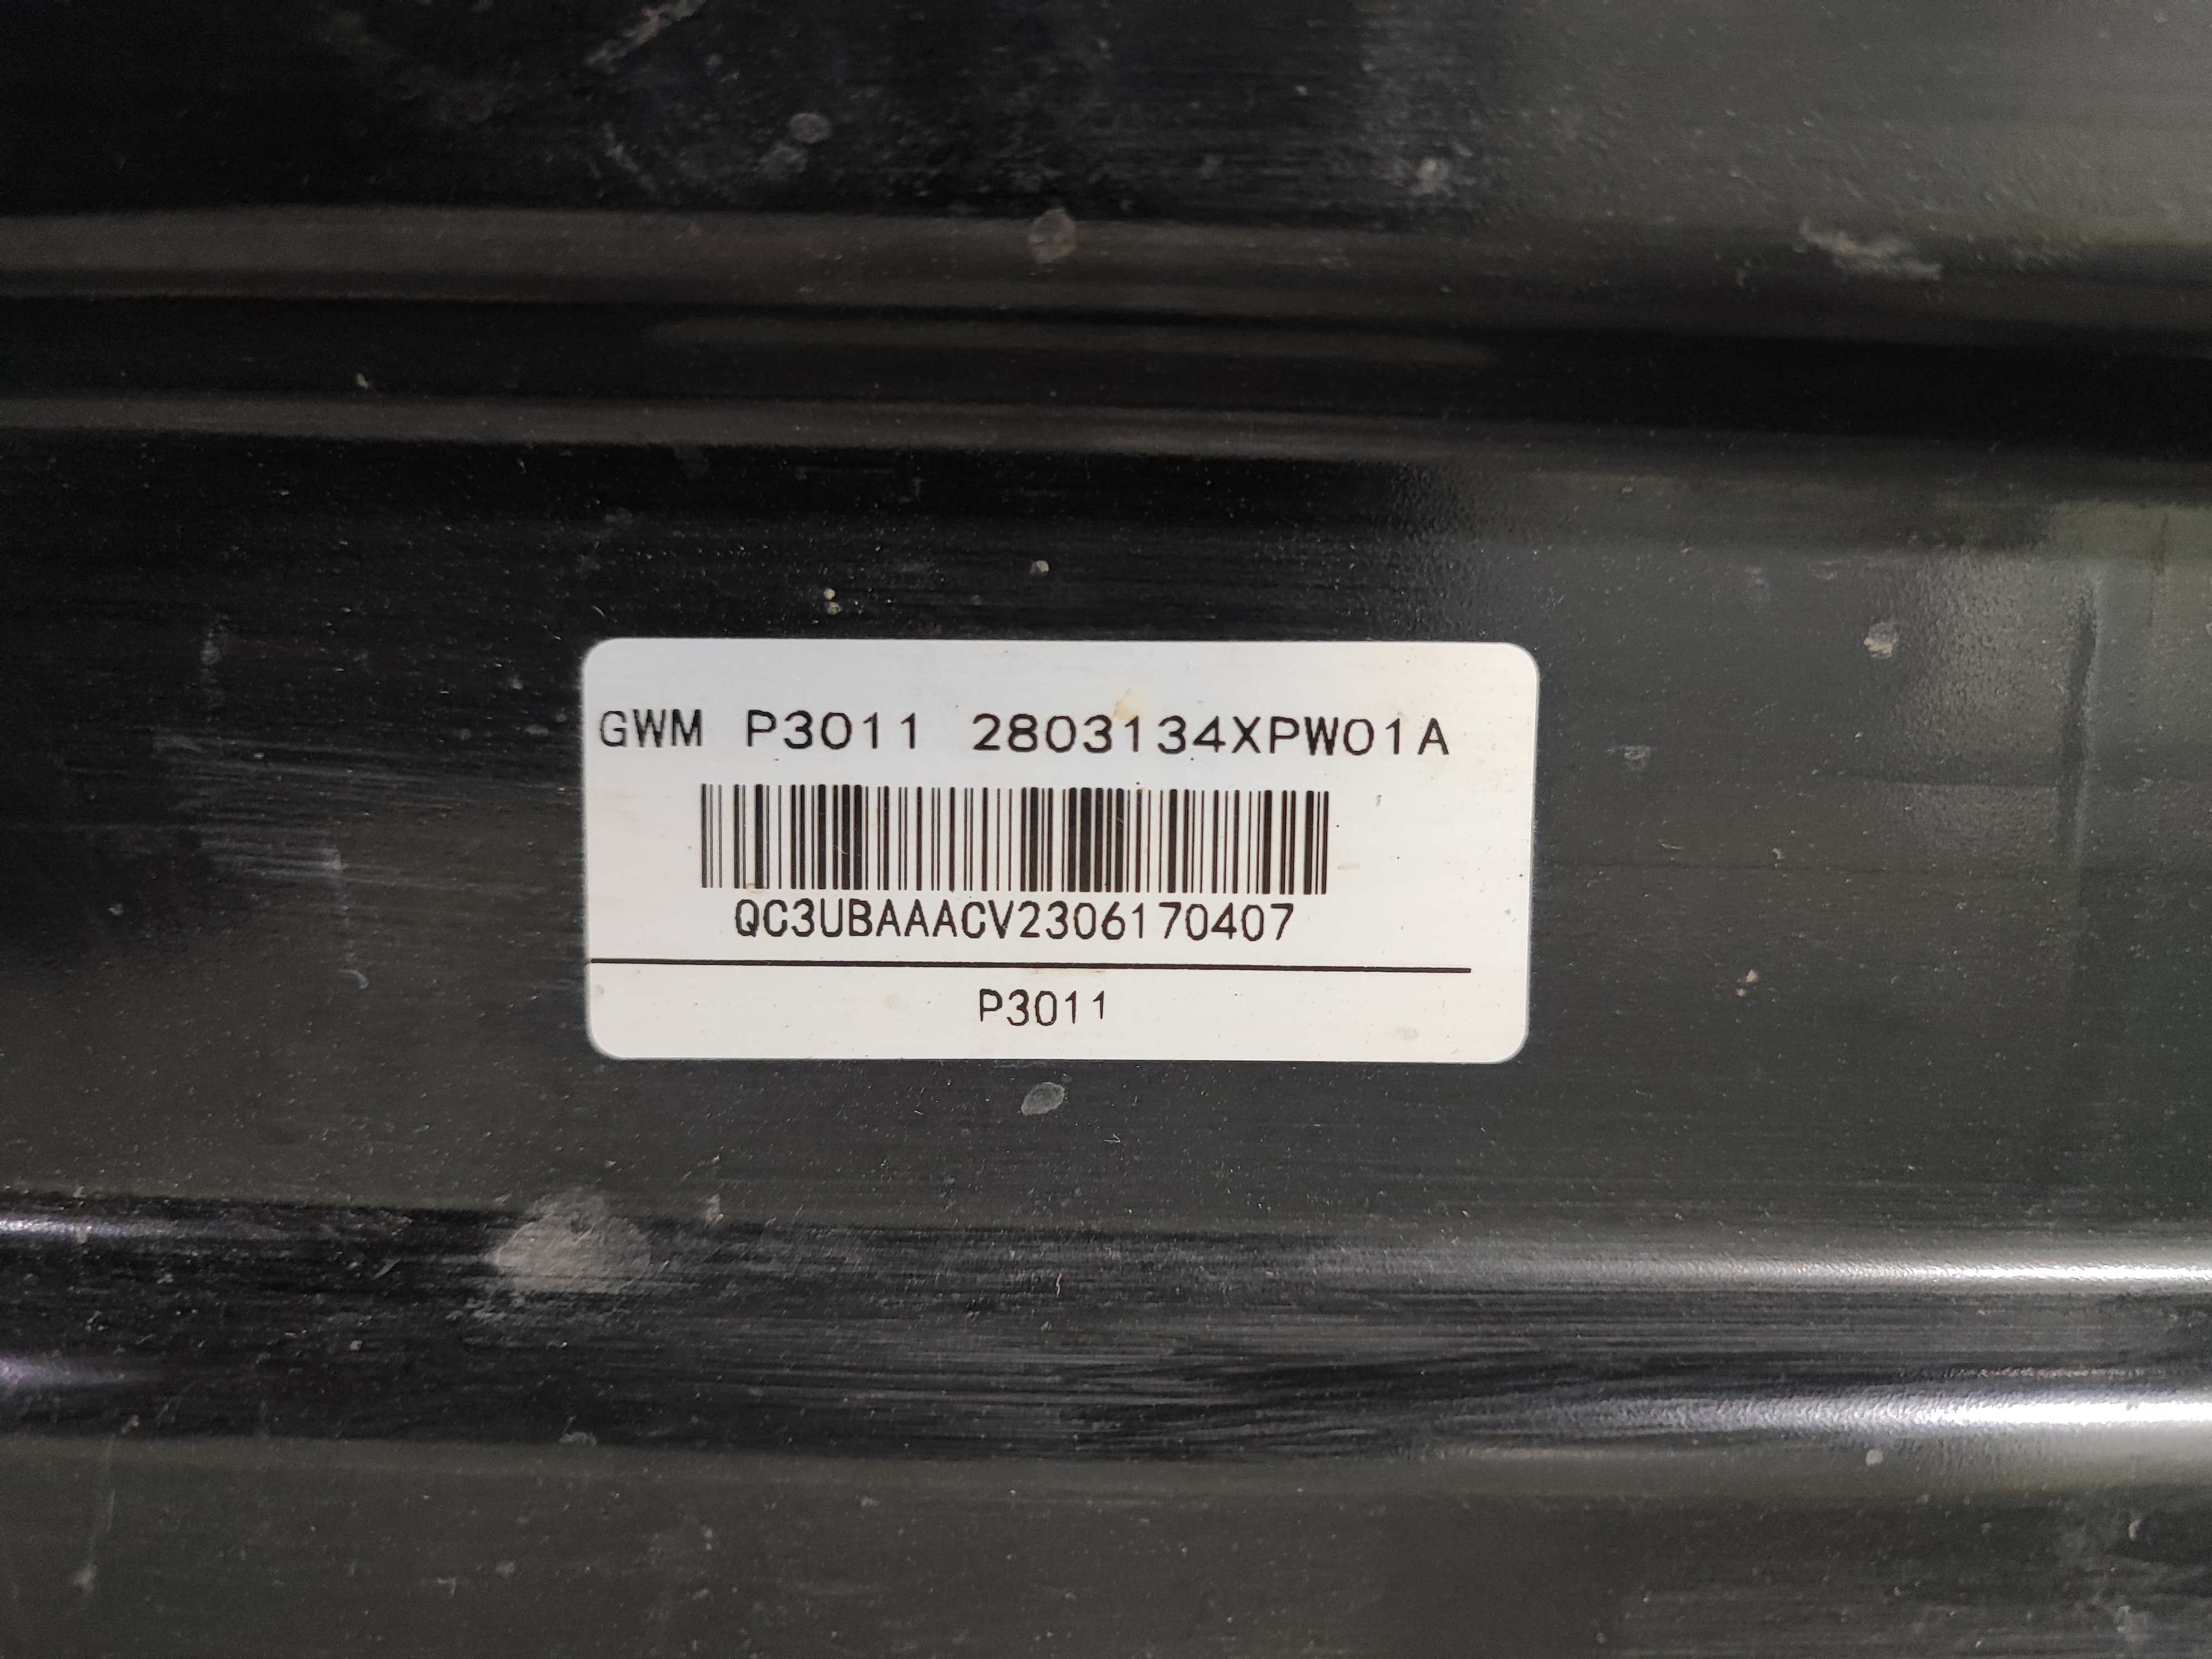 GWM P3011 2803134XPW01A
QC3UBAAACV2306170407
P3011